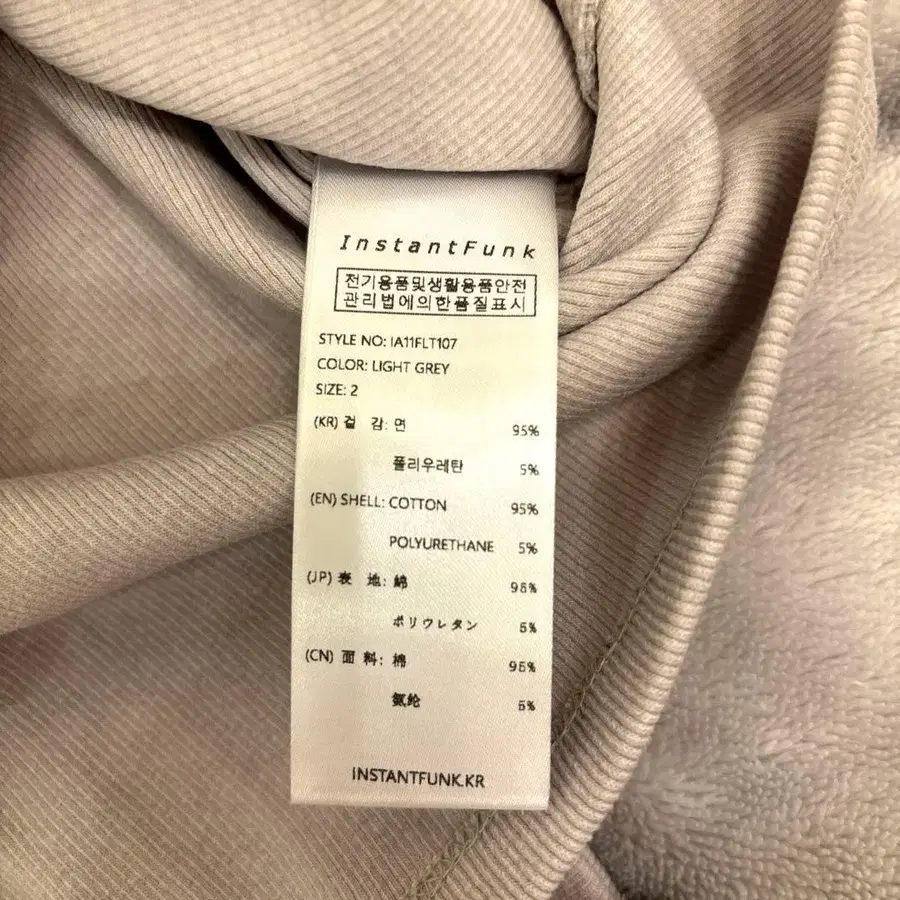 InstantFunk
전기용품및생활용품안전
관리법에의한품질표시
STYLE NO: IA11FLT107
COLOR: LIGHT GREY
SIZE: 2
(KR) 겉 감: 면 95%
폴리우레탄 5%
(EN) SHELL: COTTON 95%
POLYURETHANE 5%
(JP) 表 地: 綿 95%
ポリウレタン 5%
(CN) 面 料: 棉 95%
氨纶 5%
INSTANTFUNK.KR